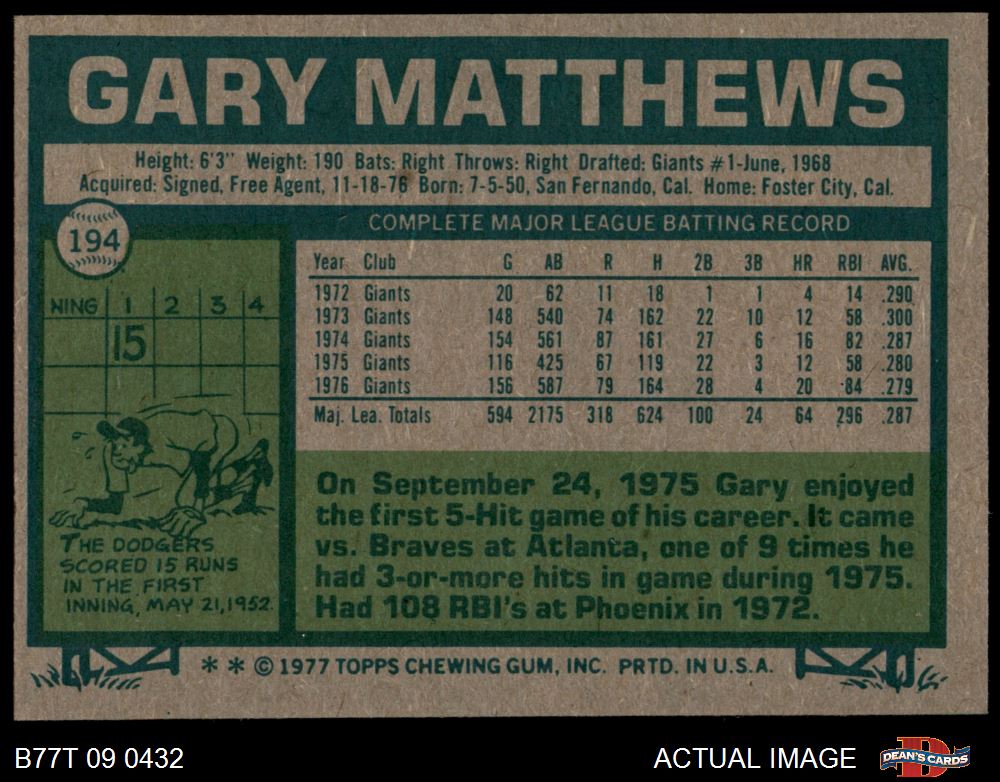 GARY MATTHEWS
Height: 6'3" Weight: 190 Bats: Right Throws: Right Drafted: Giants #1-June, 1968
Acquired: Signed, Free Agent, 11-18-76 Born: 7-5-50, San Fernando, Cal. Home: Foster City, Cal.
194
COMPLETE MAJOR LEAGUE BATTING RECORD
Year Club G AB R H 2B 3B HR RBI AVG.
1972 Giants 20 62 11 18 1 1 4 14 .290
1973 Giants 148 540 74 162 22 10 12 58 .300
1974 Giants 154 561 87 161 27 6 16 82 .287
1975 Giants 116 425 67 119 22 3 12 58 .280
1976 Giants 156 587 79 164 28 4 20 84 .279
Maj. Lea. Totals 594 2175 318 624 100 24 64 296 .287
NING 1 2 3 4
15
THE DODGERS
SCORED 15 RUNS
IN THE FIRST
INNING, MAY 21, 1952.
On September 24, 1975 Gary enjoyed
the first 5-Hit game of his career. It came
vs. Braves at Atlanta, one of 9 times he
had 3-or-more hits in game during 1975.
Had 108 RBI's at Phoenix in 1972.
* * © 1977 TOPPS CHEWING GUM, INC. PRTD. IN U.S.A.
B77T 09 0432
ACTUAL IMAGE
D
DEAN'S CARDS